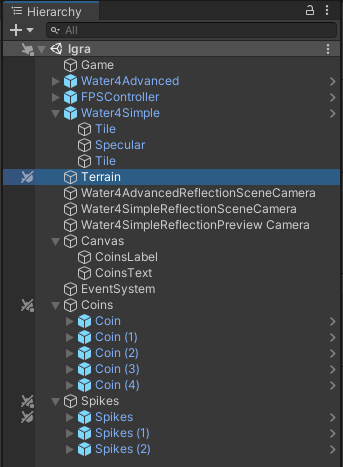 Hierarchy
All
Igra
Game
Water4Advanced
FPSController
Water4Simple
Tile
Specular
Tile
Terrain
Water4AdvancedReflectionSceneCamera
Water4SimpleReflectionSceneCamera
Water4SimpleReflectionPreview Camera
Canvas
CoinsLabel
CoinsText
EventSystem
Coins
Coin
Coin (1)
Coin (2)
Coin (3)
Coin (4)
Spikes
Spikes
Spikes (1)
Spikes (2)